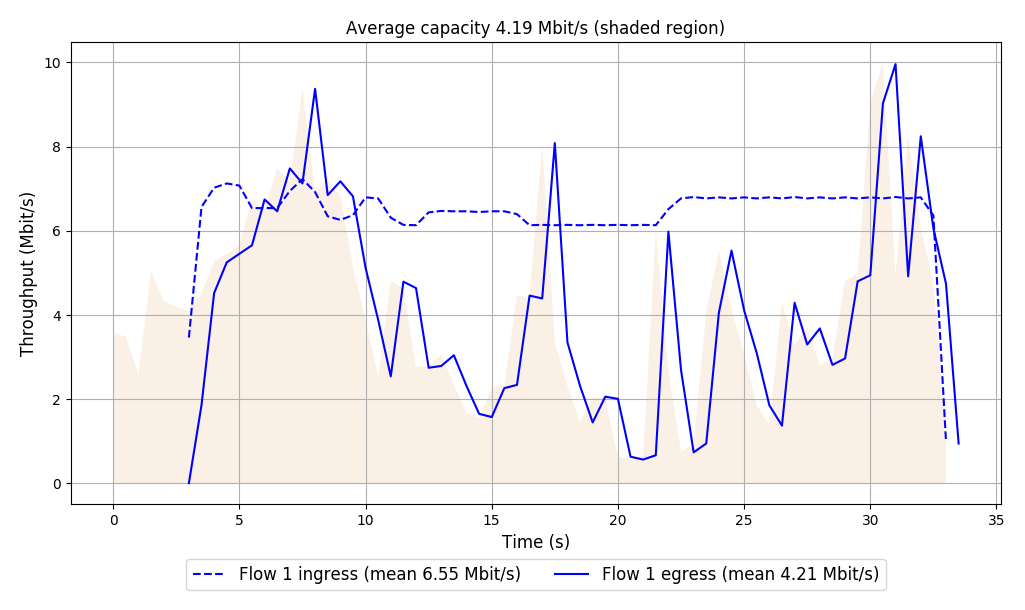 Average capacity 4.19 Mbit/s (shaded region)
Throughput (Mbit/s)
10
8
6
4
2
0
0 5 10 15 20 25 30 35
Time (s)
Flow 1 ingress (mean 6.55 Mbit/s) Flow 1 egress (mean 4.21 Mbit/s)